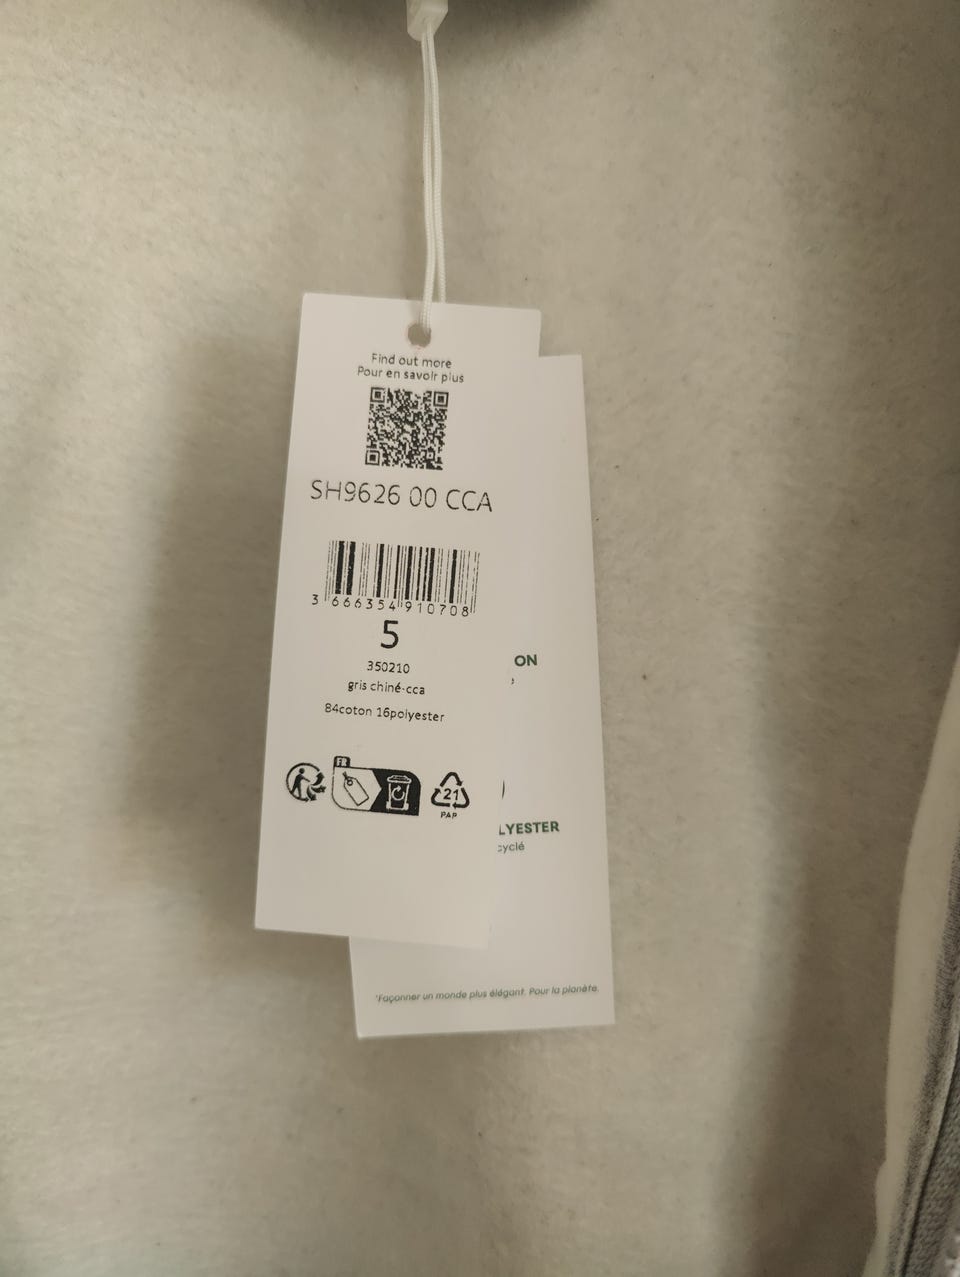 Find out more
Pour en savoir plus
SH9626 00 CCA
3 666354 910708
5
350210
gris chiné-cca
84coton 16polyester
FR
21
PAP
ON
LYESTER
cyclé
*Façonner un monde plus élégant. Pour la planète.